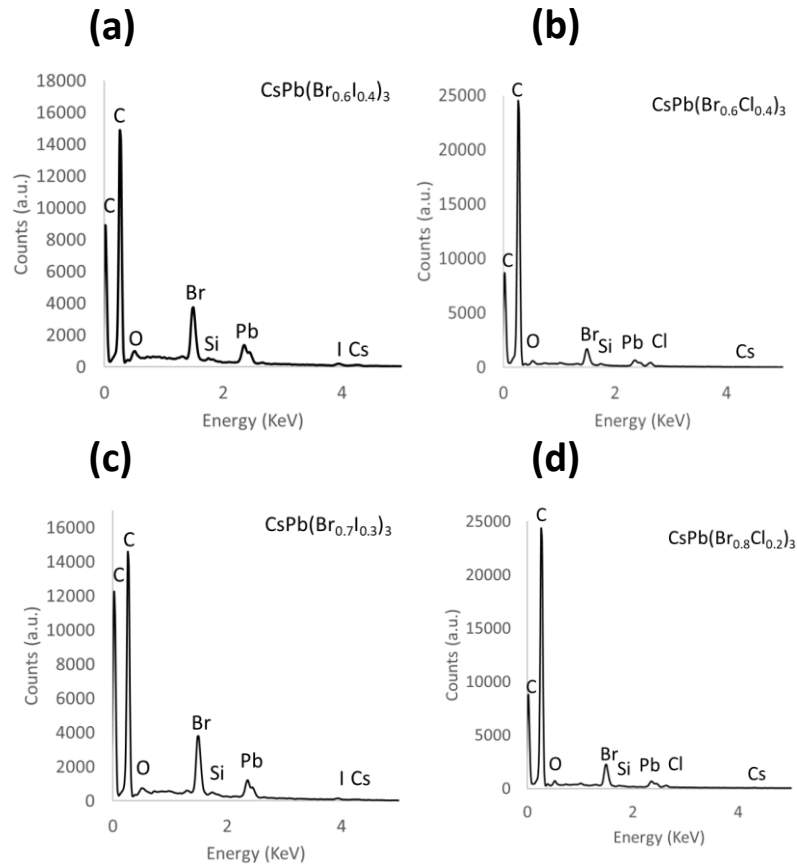 (a)
CsPb(Br₀.₆I₀.₄)₃
18000
16000
14000
12000
10000
8000
6000
4000
2000
0
Counts (a.u.)
C
C
O
Br
Si
Pb
I Cs
0 2 4
Energy (KeV)
(b)
CsPb(Br₀.₆Cl₀.₄)₃
25000
20000
15000
10000
5000
0
Counts (a.u.)
C
C
O
Br
Si
Pb
Cl
Cs
0 2 4
Energy (KeV)
(c)
CsPb(Br₀.₇I₀.₃)₃
16000
14000
12000
10000
8000
6000
4000
2000
0
Counts (a.u.)
C
C
O
Br
Si
Pb
I Cs
0 2 4
Energy (KeV)
(d)
CsPb(Br₀.₈Cl₀.₂)₃
25000
20000
15000
10000
5000
0
Counts (a.u.)
C
C
O
Br
Si
Pb
Cl
Cs
0 2 4
Energy (KeV)